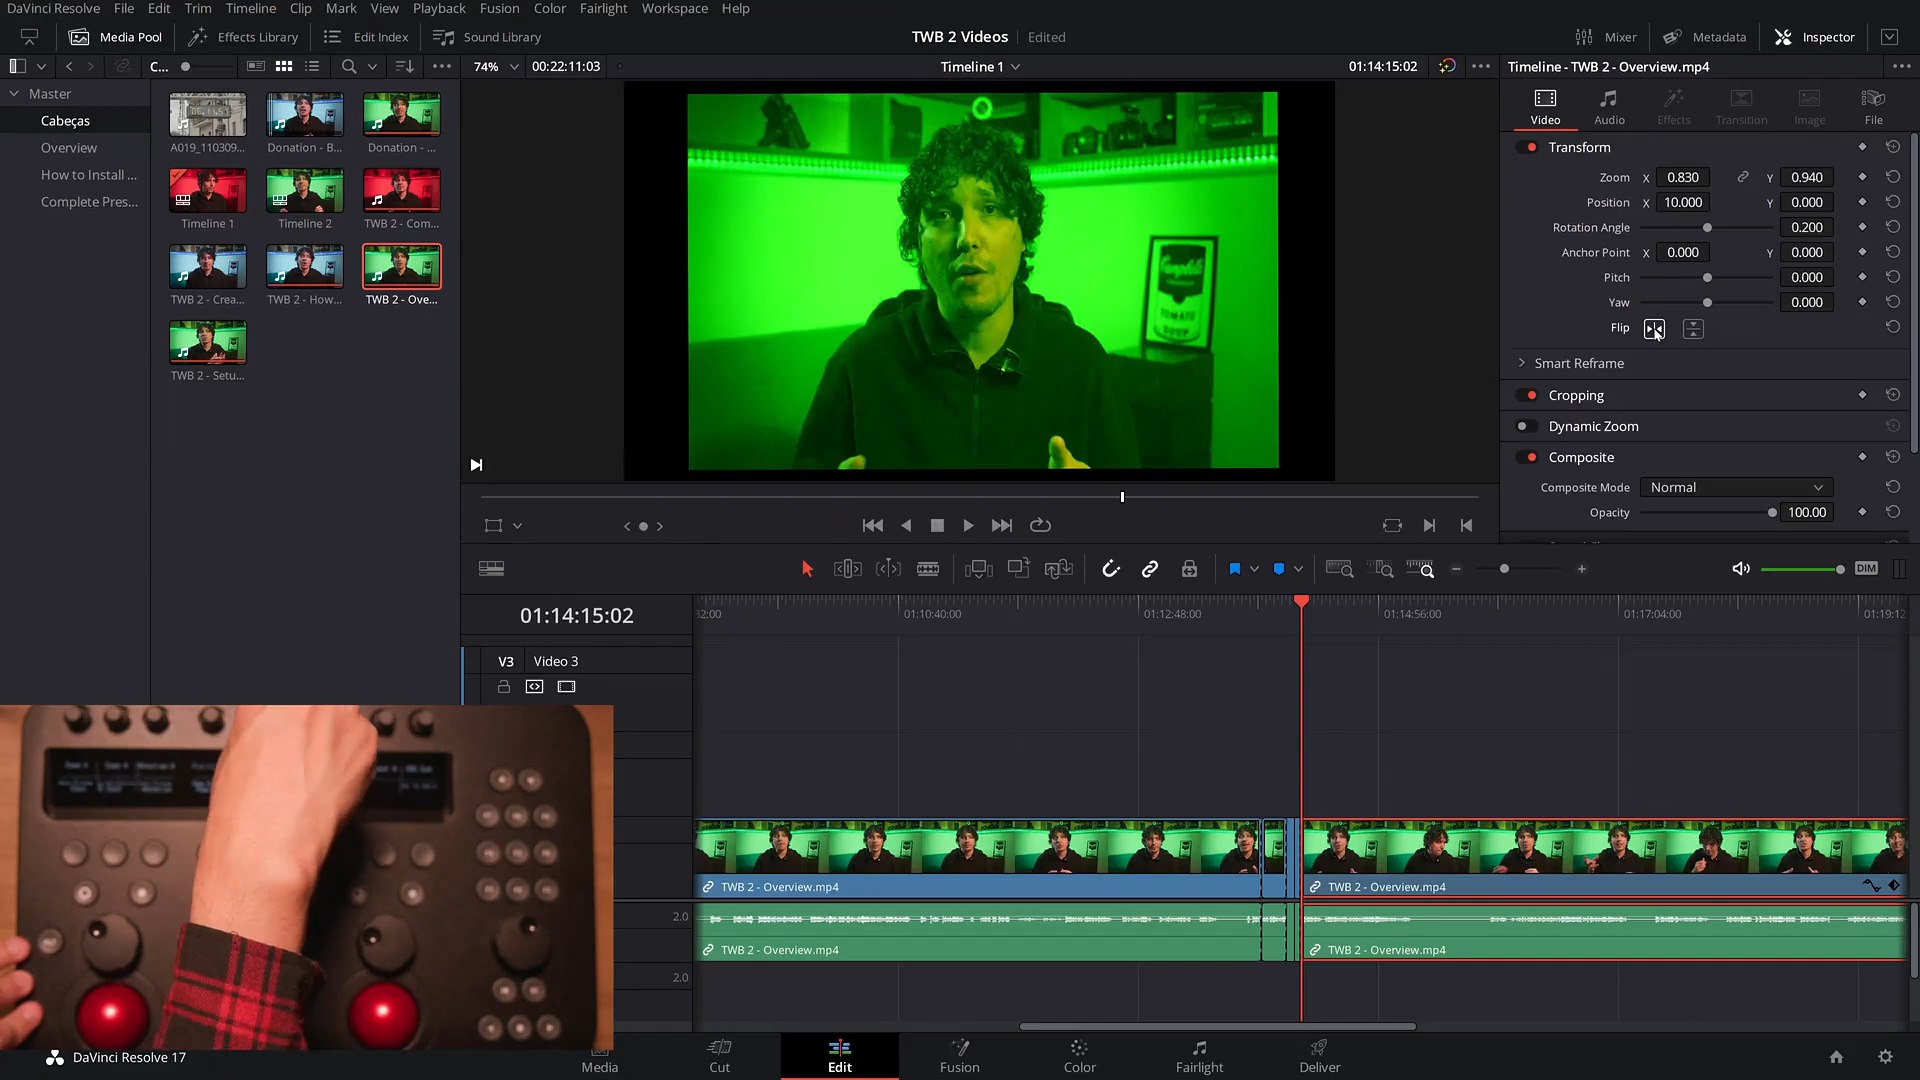 DaVinci Resolve File Edit Trim Timeline Clip Mark View Playback Fusion Color Fairlight Workspace Help
Media Pool Effects Library Edit Index Sound Library TWB 2 Videos Edited Mixer Metadata Inspector
C... 74% 00:22:11:03 Timeline 1 01:14:15:02 Timeline - TWB 2 - Overview.mp4
Master
Cabeças
Overview
How to Install ...
Complete Pres...
A019_110309... Donation - B... Donation - ...
Timeline 1 Timeline 2 TWB 2 - Com...
TWB 2 - Crea... TWB 2 - How... TWB 2 - Ove...
TWB 2 - Setu...
Campbell's
TOMATO
SOUP
Video Audio Effects Transition Image File
Transform
Zoom X 0.830 Y 0.940
Position X 10.000 Y 0.000
Rotation Angle 0.200
Anchor Point X 0.000 Y 0.000
Pitch 0.000
Yaw 0.000
Flip
Smart Reframe
Cropping
Dynamic Zoom
Composite
Composite Mode Normal
Opacity 100.00
DIM
01:14:15:02
32:00 01:10:40:00 01:12:48:00 01:14:56:00 01:17:04:00 01:19:12
V3 Video 3
TWB 2 - Overview.mp4 TWB 2 - Overview.mp4
2.0
TWB 2 - Overview.mp4 TWB 2 - Overview.mp4
2.0
DaVinci Resolve 17
Media Cut Edit Fusion Color Fairlight Deliver